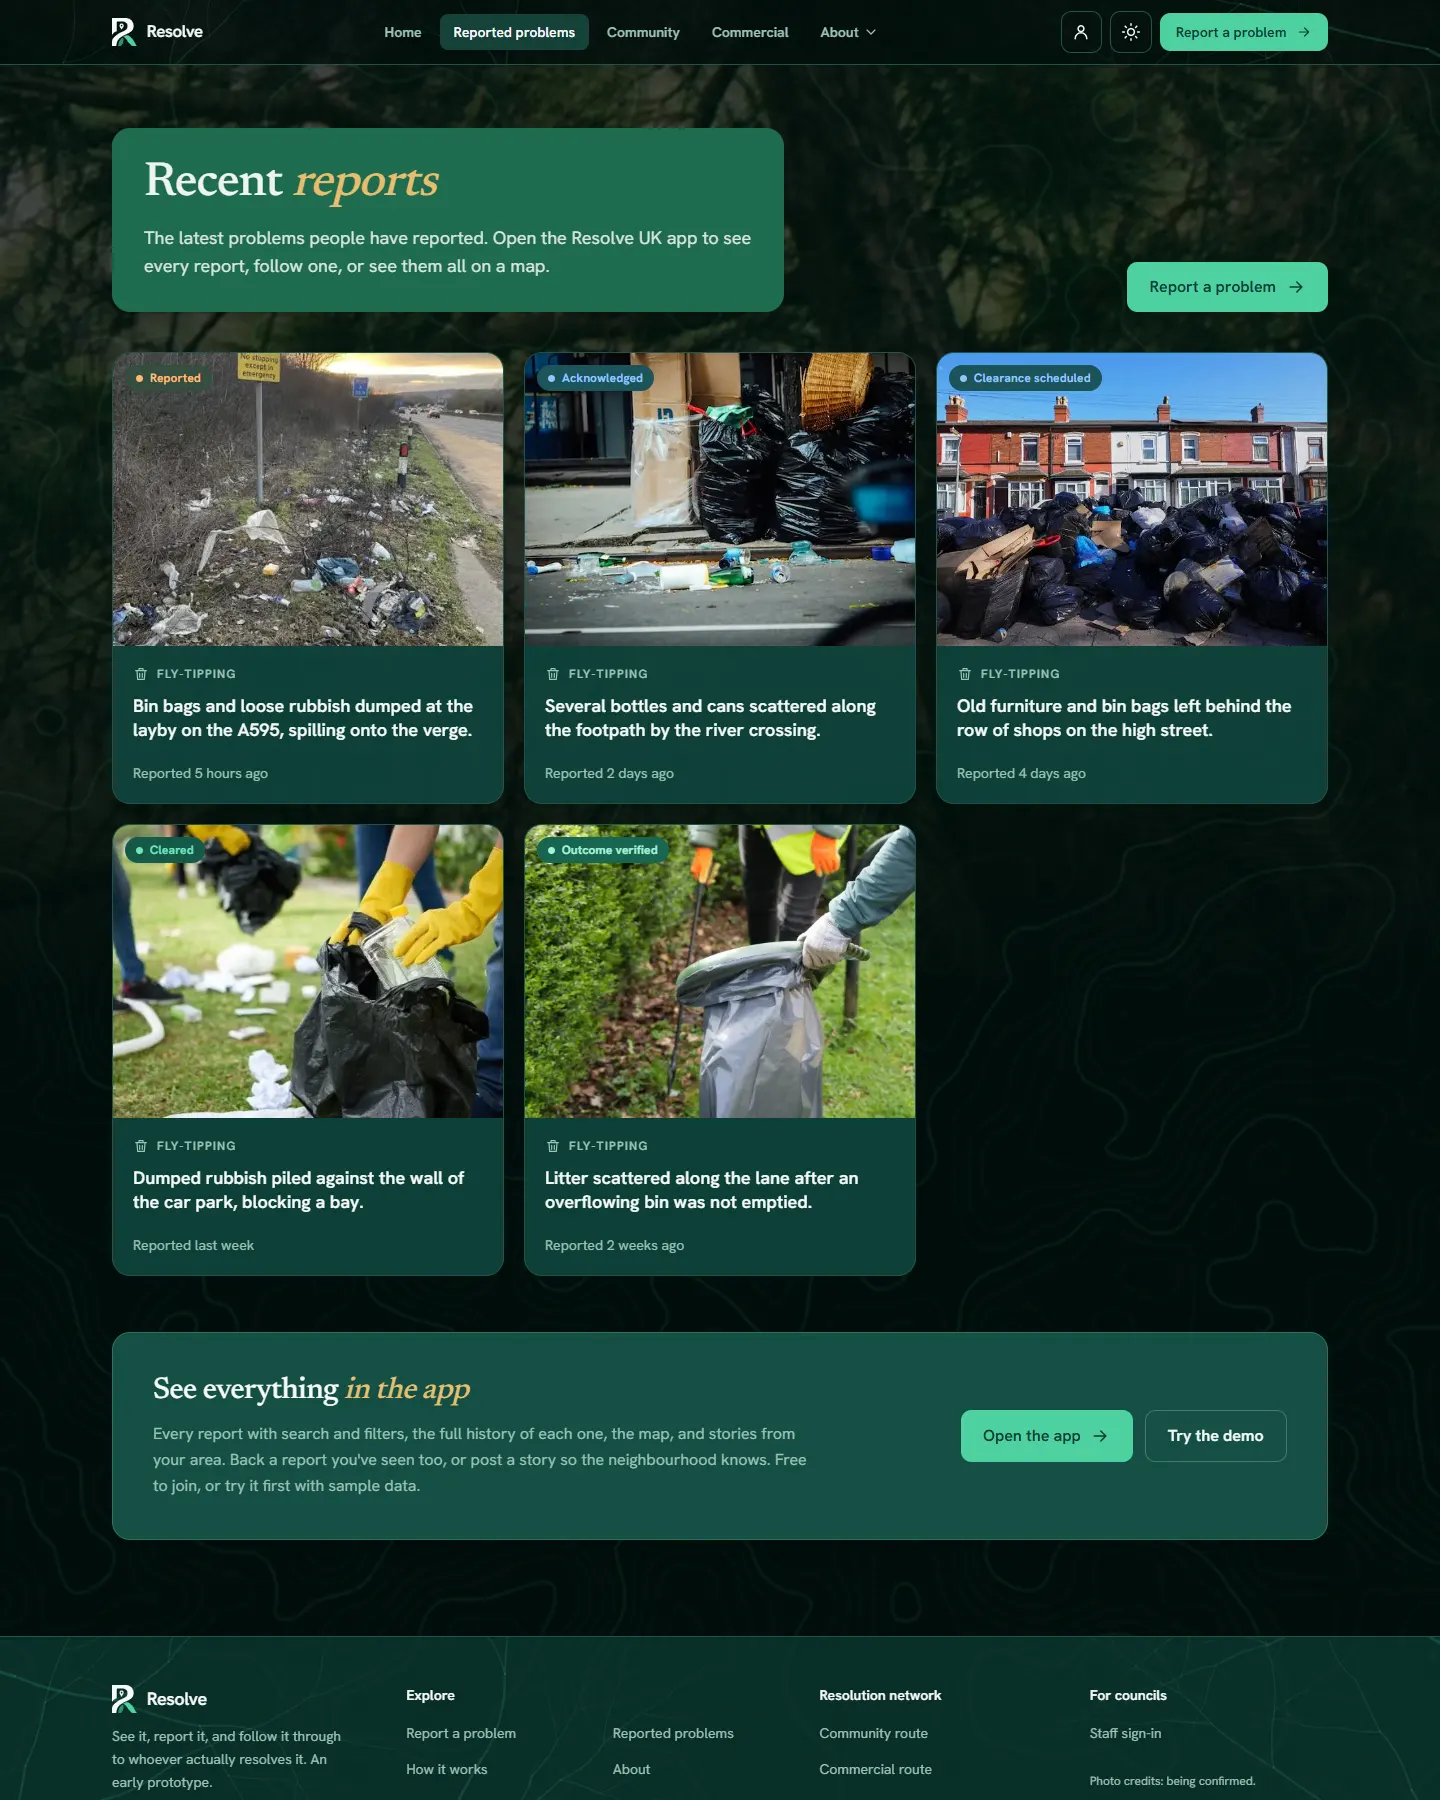 Resolve
Home
Reported problems
Community
Commercial
About
Report a problem
Recent reports
The latest problems people have reported. Open the Resolve UK app to see
every report, follow one, or see them all on a map.
Report a problem
Reported
No stopping
except in
emergency
Acknowledged
Clearance scheduled
FLY-TIPPING
Bin bags and loose rubbish dumped at the
layby on the A595, spilling onto the verge.
Reported 5 hours ago
FLY-TIPPING
Several bottles and cans scattered along
the footpath by the river crossing.
Reported 2 days ago
FLY-TIPPING
Old furniture and bin bags left behind the
row of shops on the high street.
Reported 4 days ago
Cleared
Outcome verified
FLY-TIPPING
Dumped rubbish piled against the wall of
the car park, blocking a bay.
Reported last week
FLY-TIPPING
Litter scattered along the lane after an
overflowing bin was not emptied.
Reported 2 weeks ago
See everything in the app
Every report with search and filters, the full history of each one, the map, and stories from
your area. Back a report you've seen too, or post a story so the neighbourhood knows. Free
to join, or try it first with sample data.
Open the app
Try the demo
Resolve
See it, report it, and follow it through
to whoever actually resolves it. An
early prototype.
Explore
Report a problem
Reported problems
How it works
About
Resolution network
Community route
Commercial route
For councils
Staff sign-in
Photo credits: being confirmed.